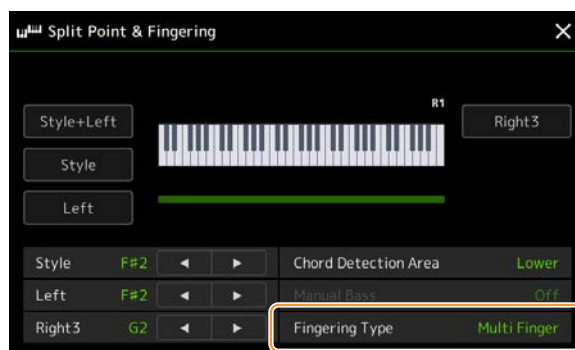 Split Point & Fingering
R1
Style+Left
Right3
Style
Left
Style F#2 Chord Detection Area Lower
Left F#2 Manual Bass Off
Right3 G2 Fingering Type Multi Finger